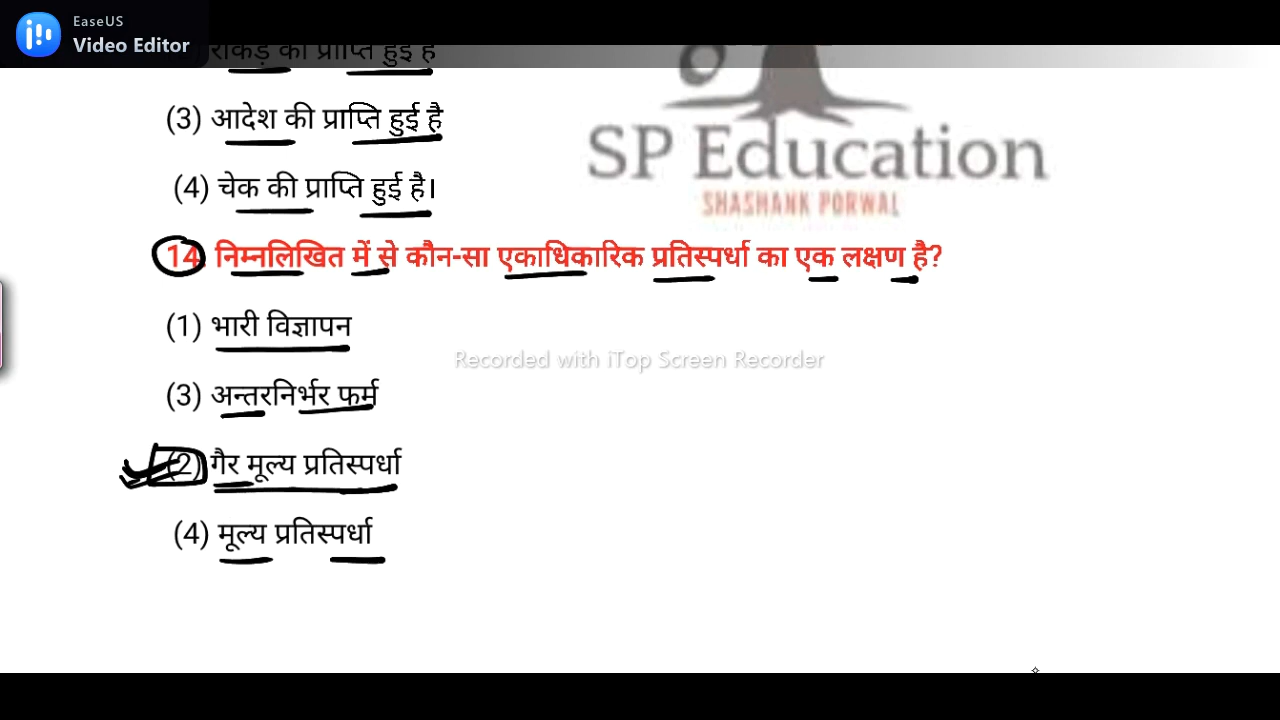 EaseUS
Video Editor
रोकड़ की प्राप्ति हुई है
(3) आदेश की प्राप्ति हुई है
(4) चेक की प्राप्ति हुई है।
SP Education
SHASHANK PORWAL
14. निम्नलिखित में से कौन-सा एकाधिकारिक प्रतिस्पर्धा का एक लक्षण है?
(1) भारी विज्ञापन
Recorded with iTop Screen Recorder
(3) अन्तरनिर्भर फर्म
(2) गैर मूल्य प्रतिस्पर्धा
(4) मूल्य प्रतिस्पर्धा